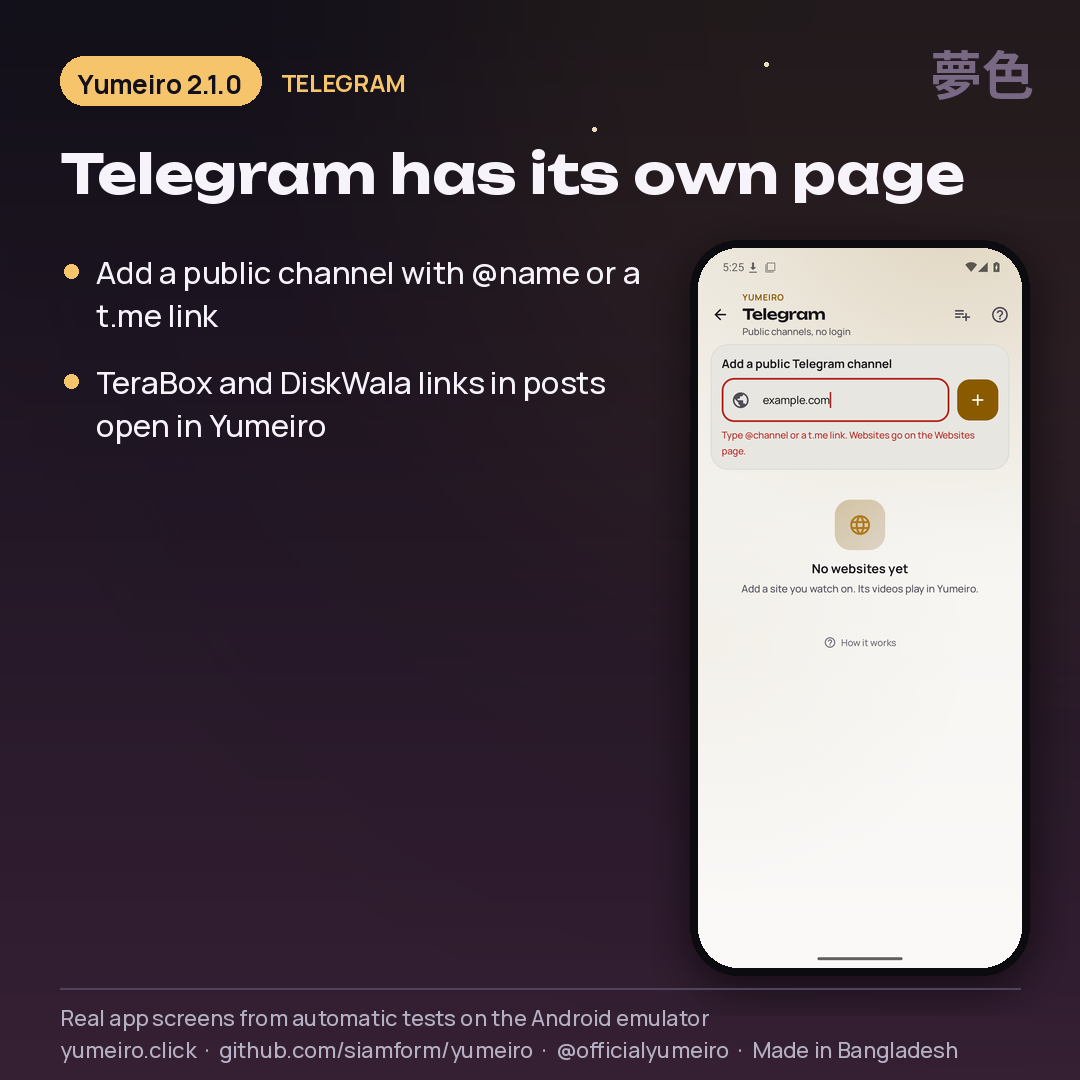 Yumeiro 2.1.0
TELEGRAM
夢色
Telegram has its own page
Add a public channel with @name or a
t.me link
TeraBox and DiskWala links in posts
open in Yumeiro
5:25
YUMEIRO
Telegram
Public channels, no login
Add a public Telegram channel
example.com
Type @channel or a t.me link. Websites go on the Websites
page.
No websites yet
Add a site you watch on. Its videos play in Yumeiro.
How it works
Real app screens from automatic tests on the Android emulator
yumeiro.click · github.com/siamform/yumeiro · @officialyumeiro · Made in Bangladesh